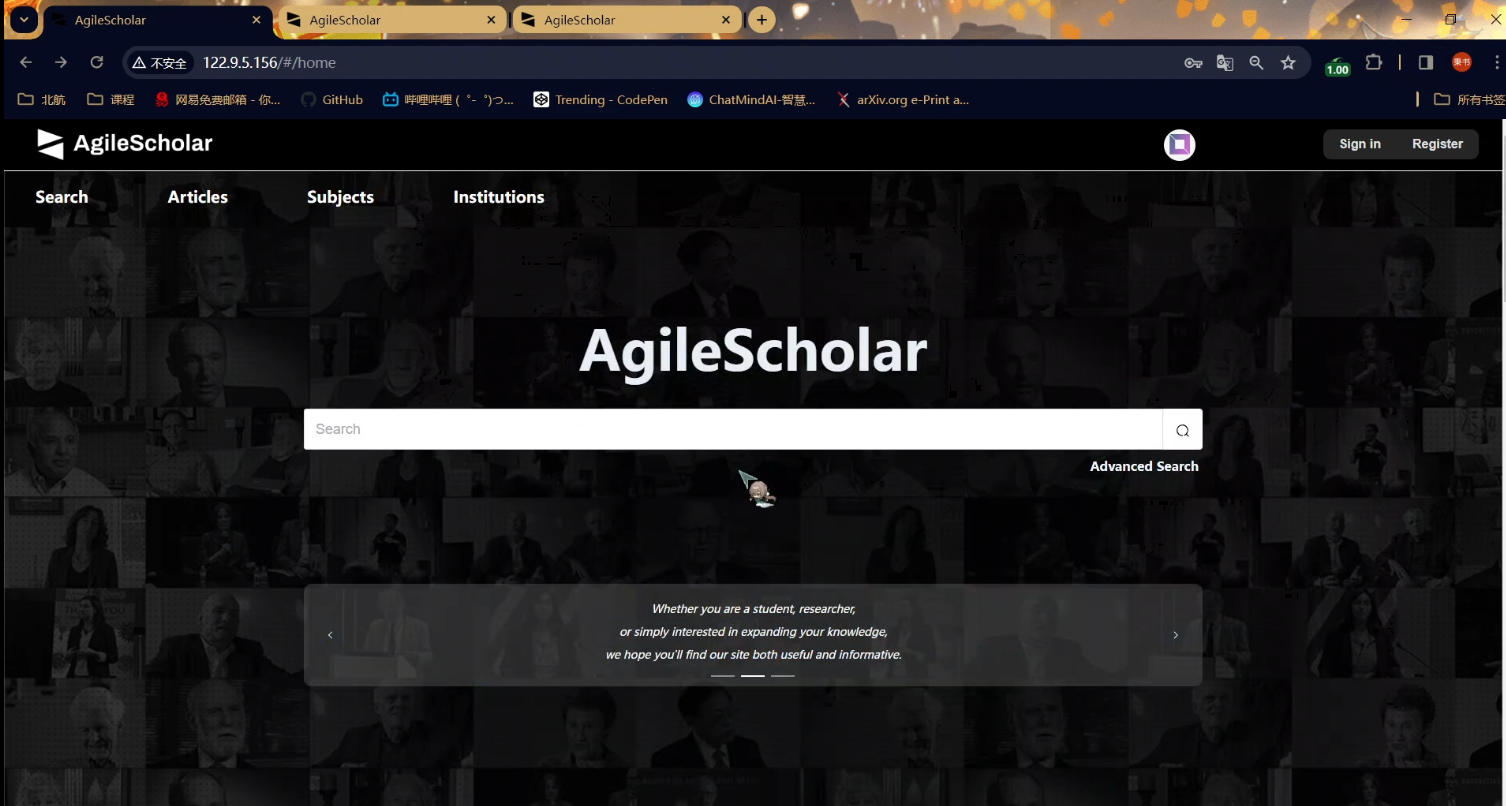 AgileScholar
AgileScholar
AgileScholar
不安全
122.9.5.156/#/home
1.00
秉书
北航
课程
网易免费邮箱 - 你...
GitHub
哔哩哔哩 (゜-゜)つ...
Trending - CodePen
ChatMindAI-智慧...
arXiv.org e-Print a...
所有书签
AgileScholar
Sign in
Register
Search
Articles
Subjects
Institutions
AgileScholar
Search
Advanced Search
Whether you are a student, researcher,
or simply interested in expanding your knowledge,
we hope you'll find our site both useful and informative.